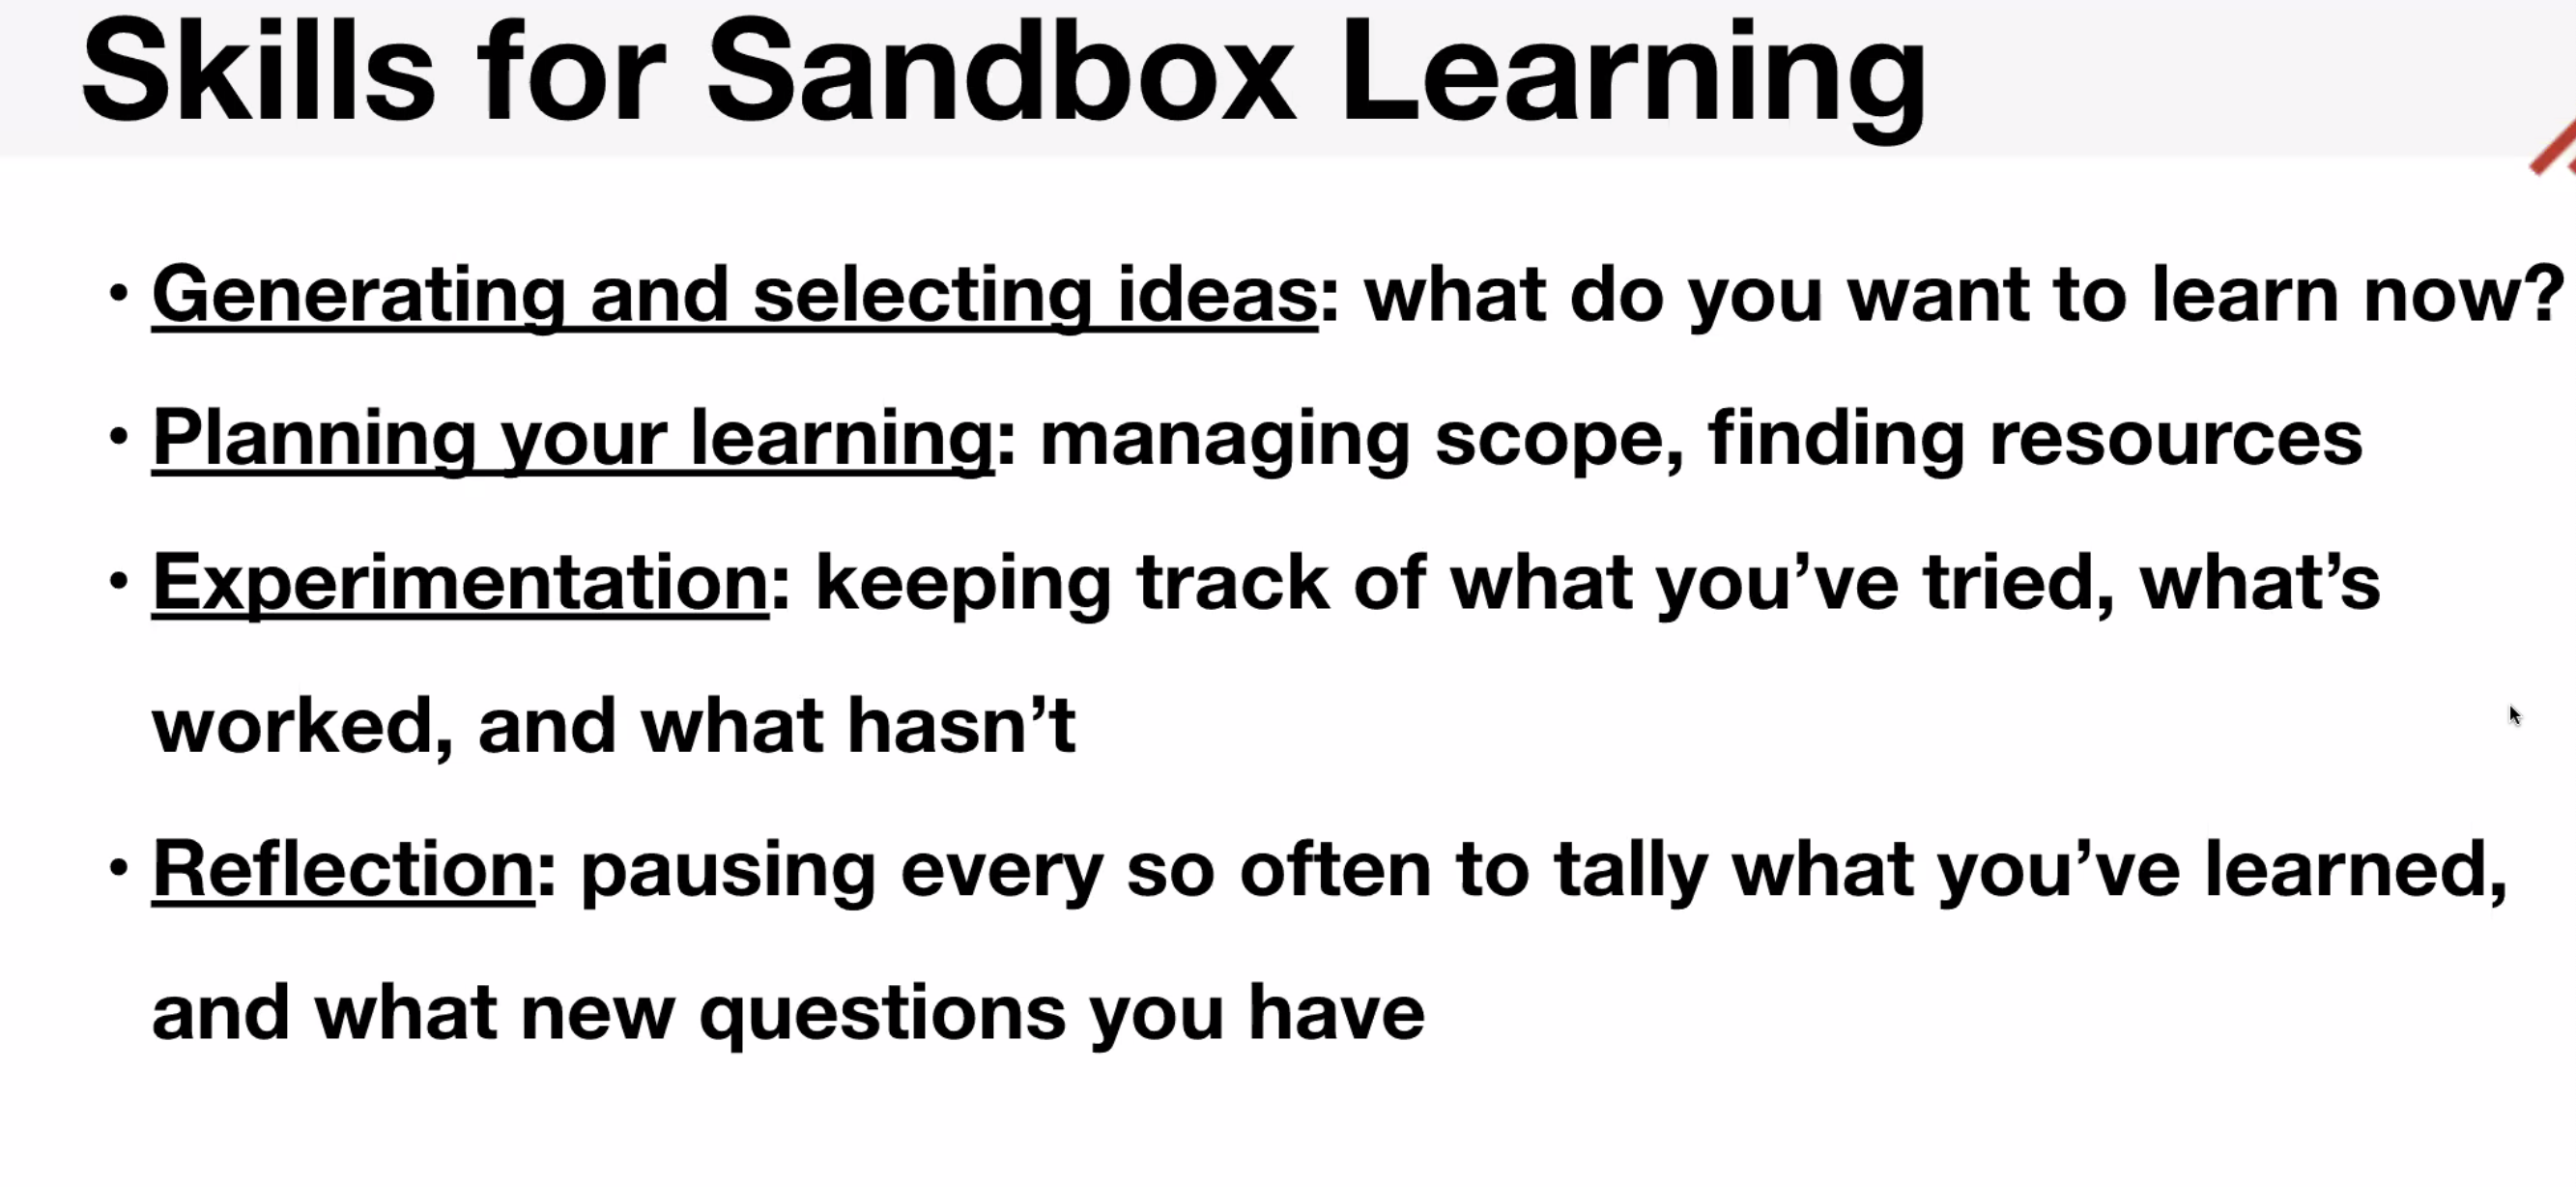 Skills for Sandbox Learning
• Generating and selecting ideas: what do you want to learn now?
• Planning your learning: managing scope, finding resources
• Experimentation: keeping track of what you’ve tried, what’s
worked, and what hasn’t
• Reflection: pausing every so often to tally what you’ve learned,
and what new questions you have